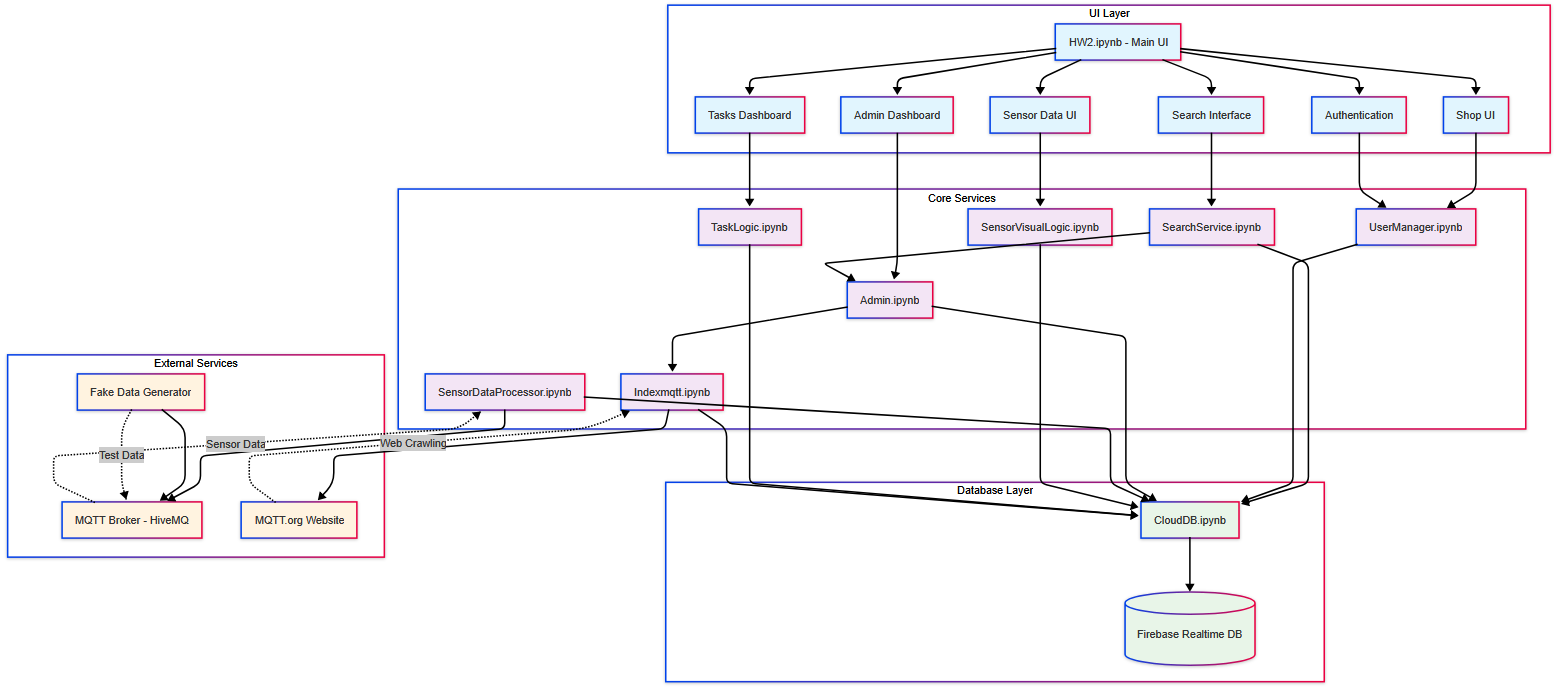 UI Layer
HW2.ipynb - Main UI
Tasks Dashboard
Admin Dashboard
Sensor Data UI
Search Interface
Authentication
Shop UI
Core Services
TaskLogic.ipynb
SensorVisualLogic.ipynb
SearchService.ipynb
UserManager.ipynb
Admin.ipynb
External Services
Fake Data Generator
SensorDataProcessor.ipynb
Indexmqtt.ipynb
Sensor Data
Web Crawling
Test Data
Database Layer
MQTT Broker - HiveMQ
MQTT.org Website
CloudDB.ipynb
Firebase Realtime DB